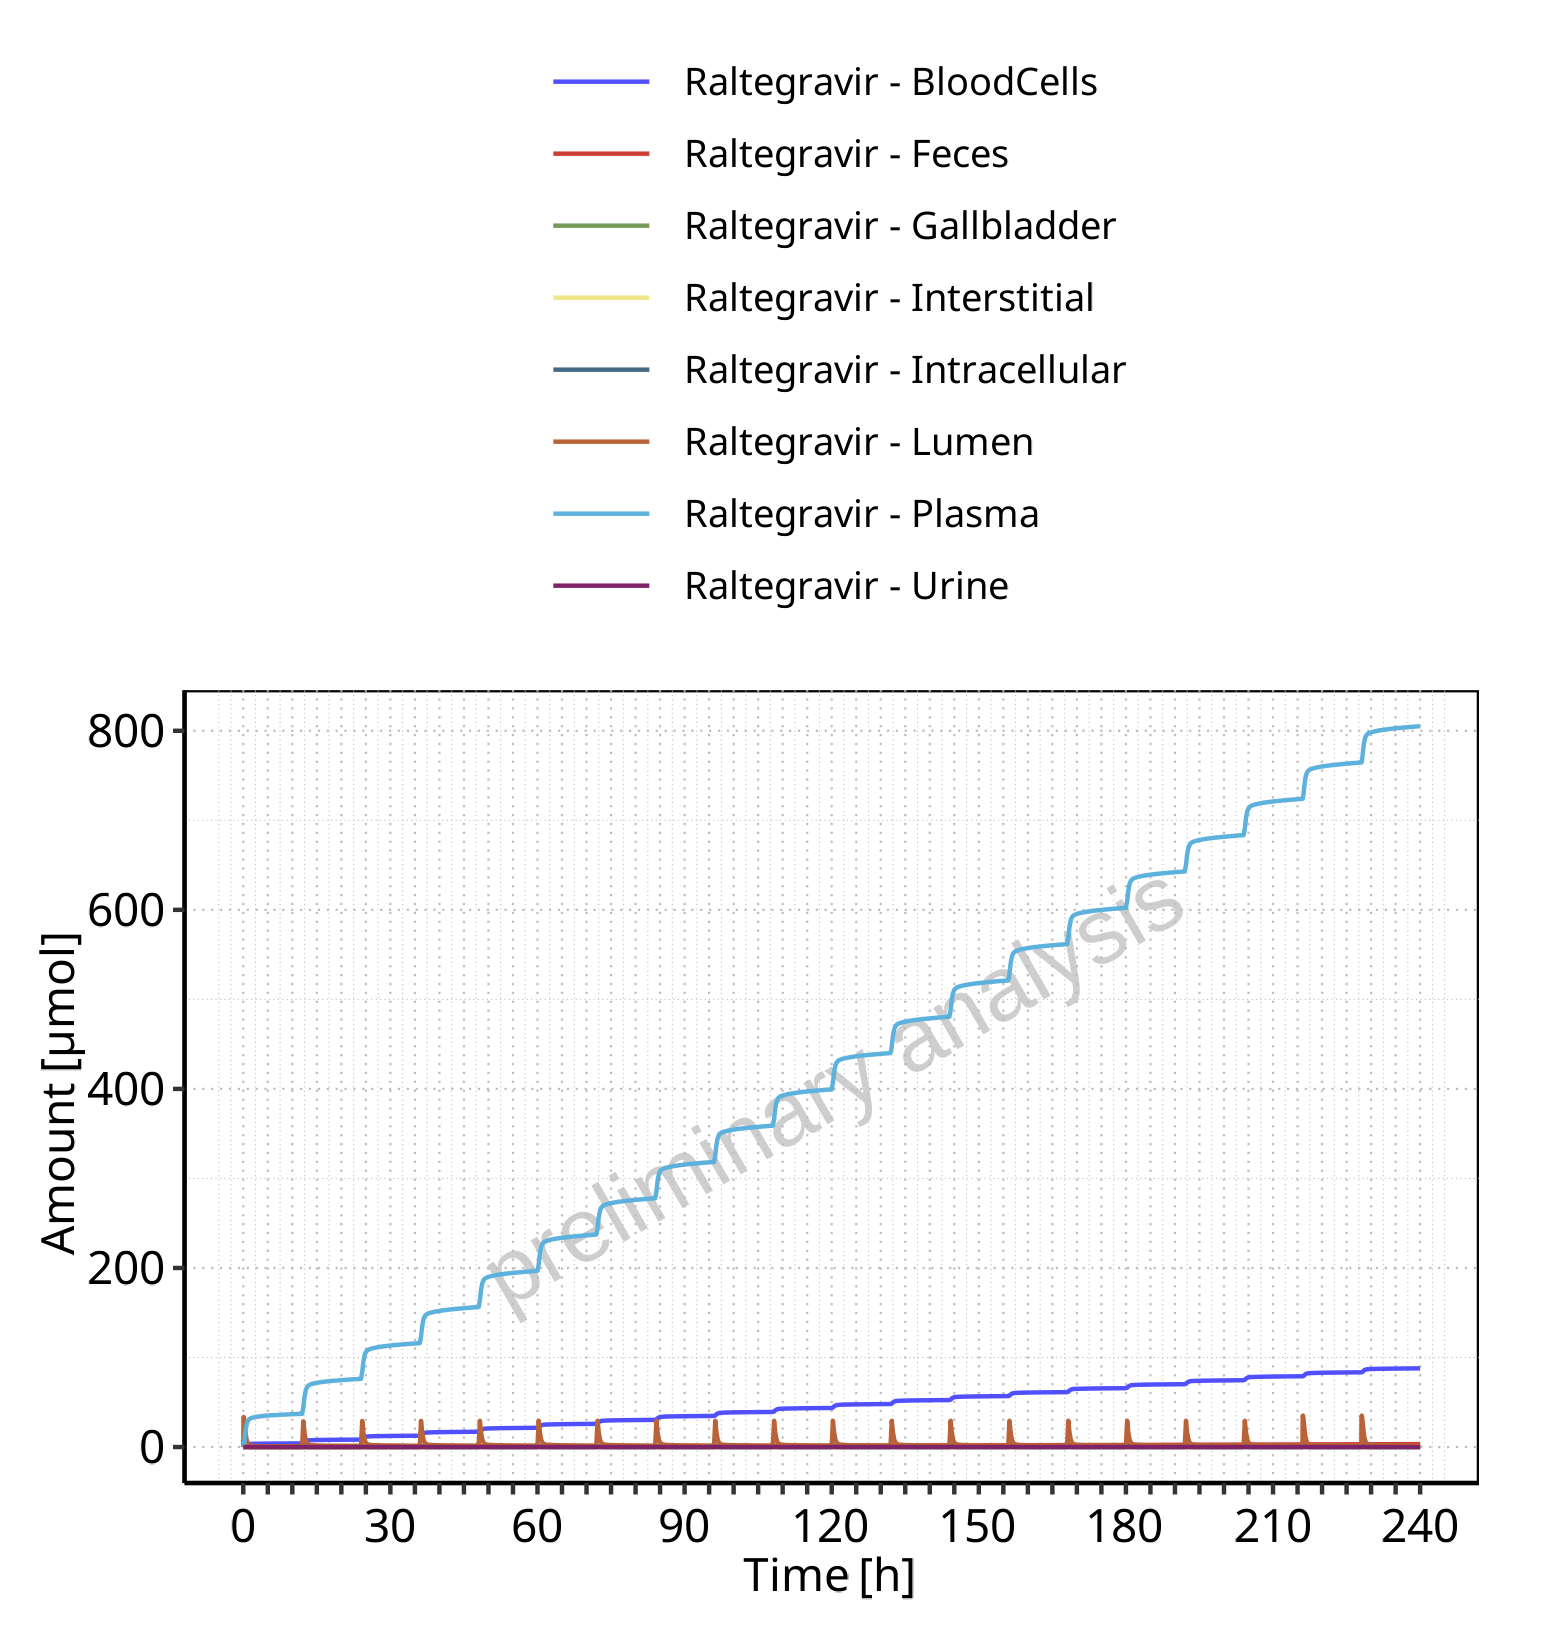 Raltegravir - BloodCells
Raltegravir - Feces
Raltegravir - Gallbladder
Raltegravir - Interstitial
Raltegravir - Intracellular
Raltegravir - Lumen
Raltegravir - Plasma
Raltegravir - Urine
Amount [µmol]
800
600
400
200
0
preliminary analysis
0 30 60 90 120 150 180 210 240
Time [h]